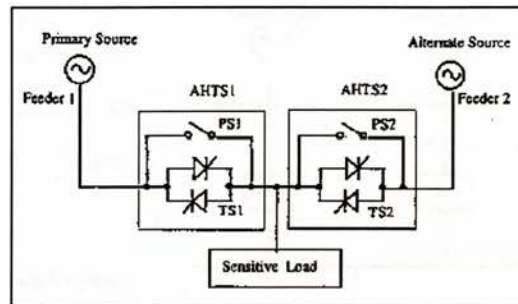 Primary Source
Alternate Source
Feeder 1
AHTS1
AHTS2
Feeder 2
PS1
PS2
TS1
TS2
Sensitive Load